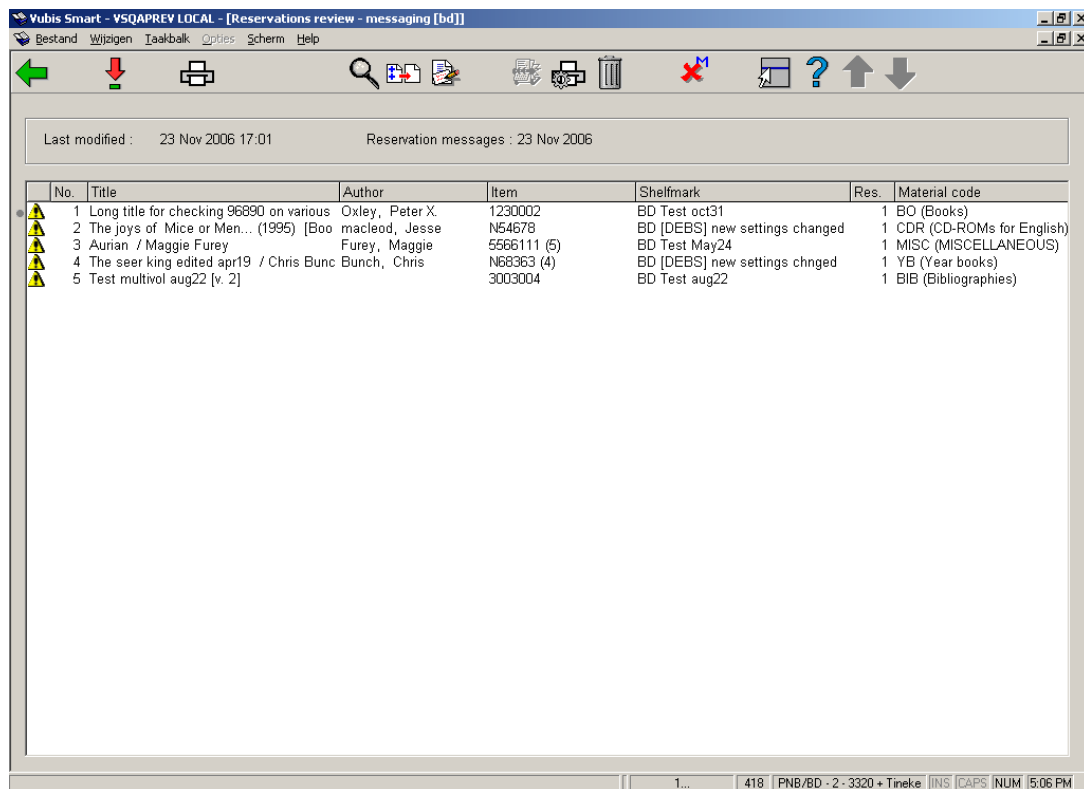 Vubis Smart - VSQAPREV LOCAL - [Reservations review - messaging [bd]]
Bestand Wijzigen Taakbalk Opties Scherm Help
M
Last modified : 23 Nov 2006 17:01 Reservation messages : 23 Nov 2006
No. Title Author Item Shelfmark Res. Material code
1 Long title for checking 96890 on various Oxley, Peter X. 1230002 BD Test oct31 1 BO (Books)
2 The joys of Mice or Men... (1995) [Boo macleod, Jesse N54678 BD [DEBS] new settings changed 1 CDR (CD-ROMs for English)
3 Aurian / Maggie Furey Furey, Maggie 5566111 (5) BD Test May24 1 MISC (MISCELLANEOUS)
4 The seer king edited apr19 / Chris Bunc Bunch, Chris N68363 (4) BD [DEBS] new settings chnged 1 YB (Year books)
5 Test multivol aug22 [v. 2] 3003004 BD Test aug22 1 BIB (Bibliographies)
1... 418 PNB/BD - 2 - 3320 + Tineke INS CAPS NUM 5:06 PM